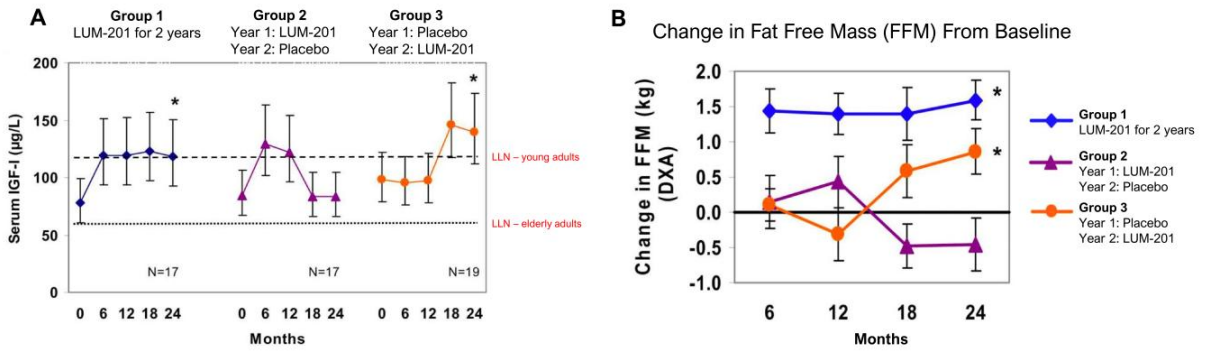 A
Group 1
LUM-201 for 2 years
Group 2
Year 1: LUM-201
Year 2: Placebo
Group 3
Year 1: Placebo
Year 2: LUM-201
Serum IGF-I (µg/L)
200
150
100
50
0
*
*
LLN – young adults
LLN – elderly adults
N=17
N=17
N=19
0 6 12 18 24 0 6 12 18 24 0 6 12 18 24
Months
B
Change in Fat Free Mass (FFM) From Baseline
Change in FFM (kg)
(DXA)
2.0
1.5
1.0
0.5
0.0
-0.5
-1.0
*
*
6 12 18 24
Months
Group 1
LUM-201 for 2 years
Group 2
Year 1: LUM-201
Year 2: Placebo
Group 3
Year 1: Placebo
Year 2: LUM-201